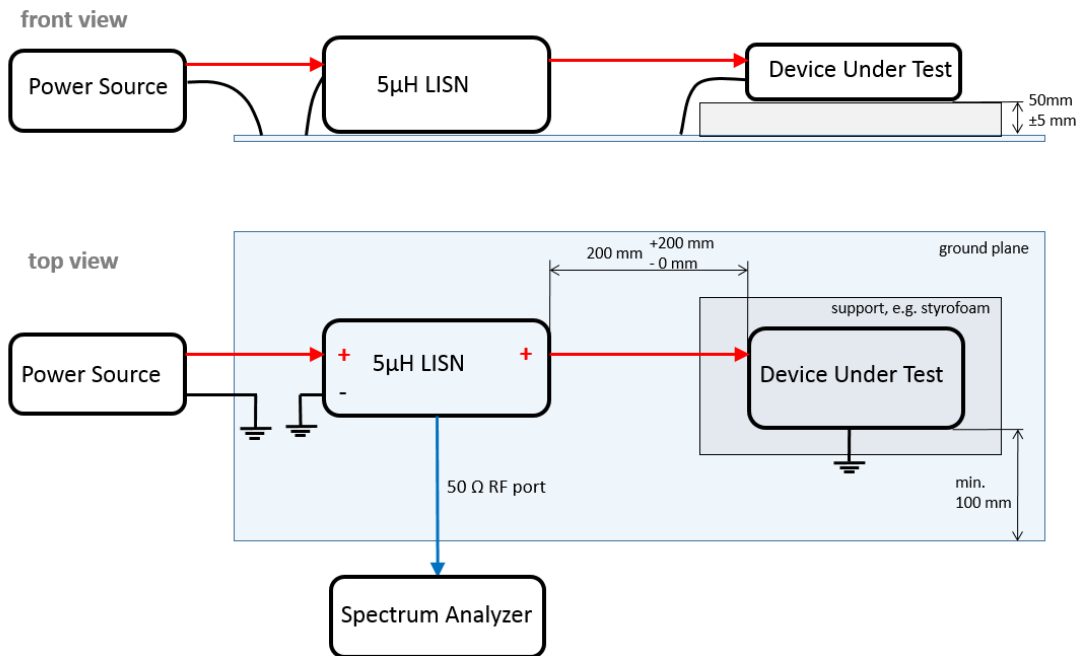 front view
Power Source
5µH LISN
Device Under Test
50mm
±5 mm
top view
ground plane
200 mm +200 mm
- 0 mm
support, e.g. styrofoam
Power Source
+
-
5µH LISN
+
Device Under Test
50 Ω RF port
min.
100 mm
Spectrum Analyzer